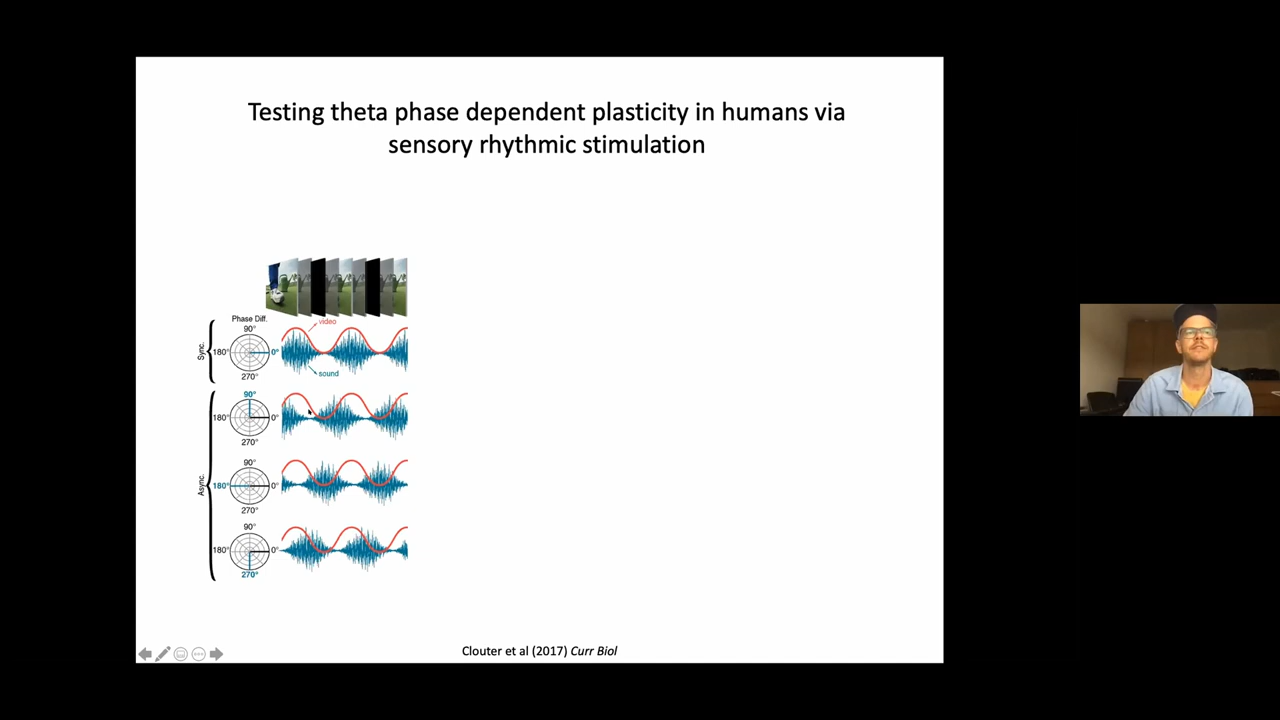 Testing theta phase dependent plasticity in humans via
sensory rhythmic stimulation
Phase Diff.
video
Sync.
90°
180°
0°
270°
sound
Async.
90°
180°
0°
270°
90°
180°
0°
270°
90°
180°
0°
270°
Clouter et al (2017) Curr Biol